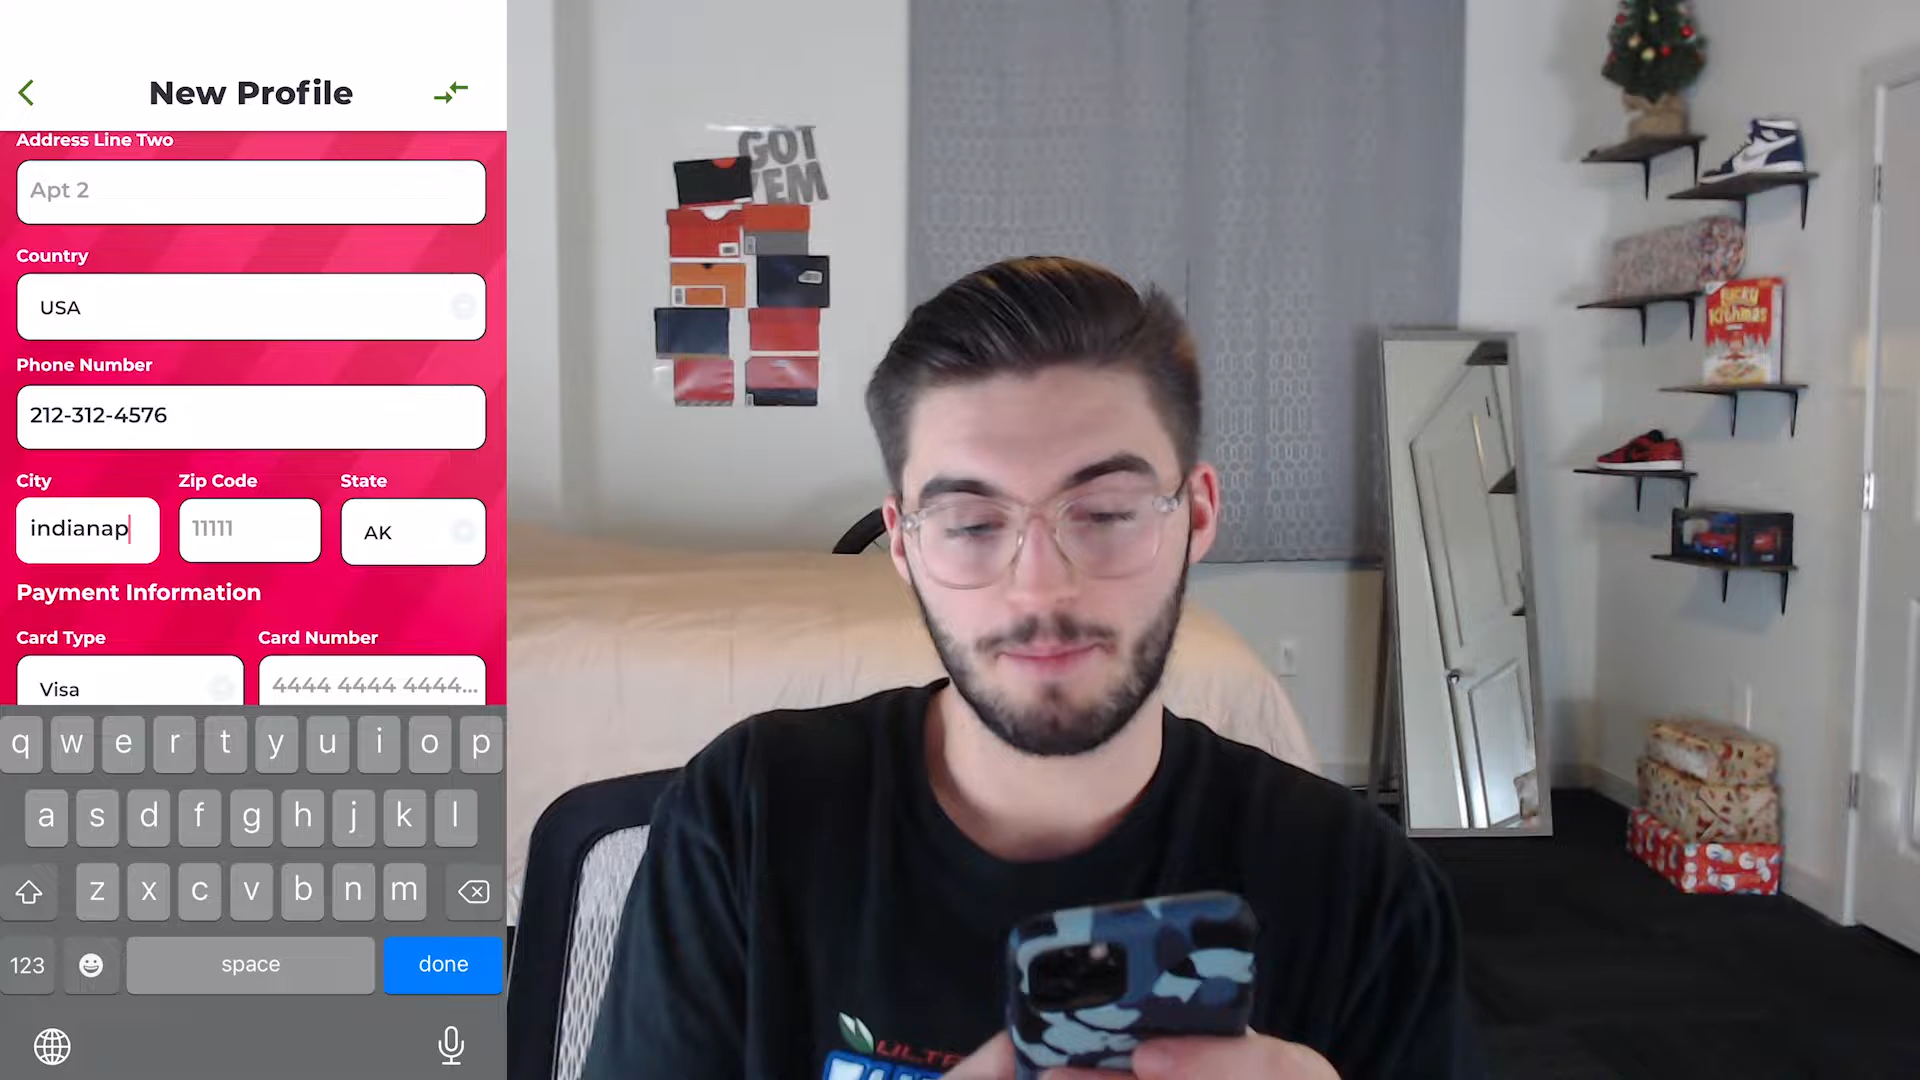 New Profile
Address Line Two
Apt 2
Country
USA
Phone Number
212-312-4576
City Zip Code State
indianap 11111 AK
Payment Information
Card Type Card Number
Visa 4444 4444 4444...
q w e r t y u i o p
a s d f g h j k l
z x c v b n m
123 space done
GOT
'EM